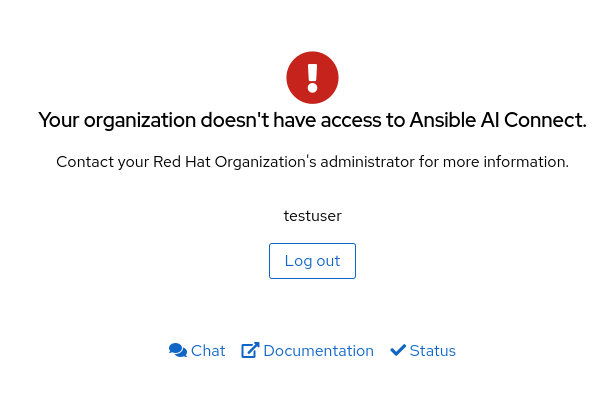 Your organization doesn't have access to Ansible AI Connect.
Contact your Red Hat Organization's administrator for more information.
testuser
Log out
Chat Documentation Status